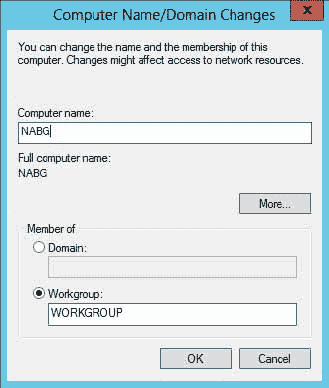 Computer Name/Domain Changes
You can change the name and the membership of this
computer. Changes might affect access to network resources.
Computer name:
NABG
Full computer name:
NABG
More...
Member of
Domain:
Workgroup:
WORKGROUP
OK Cancel